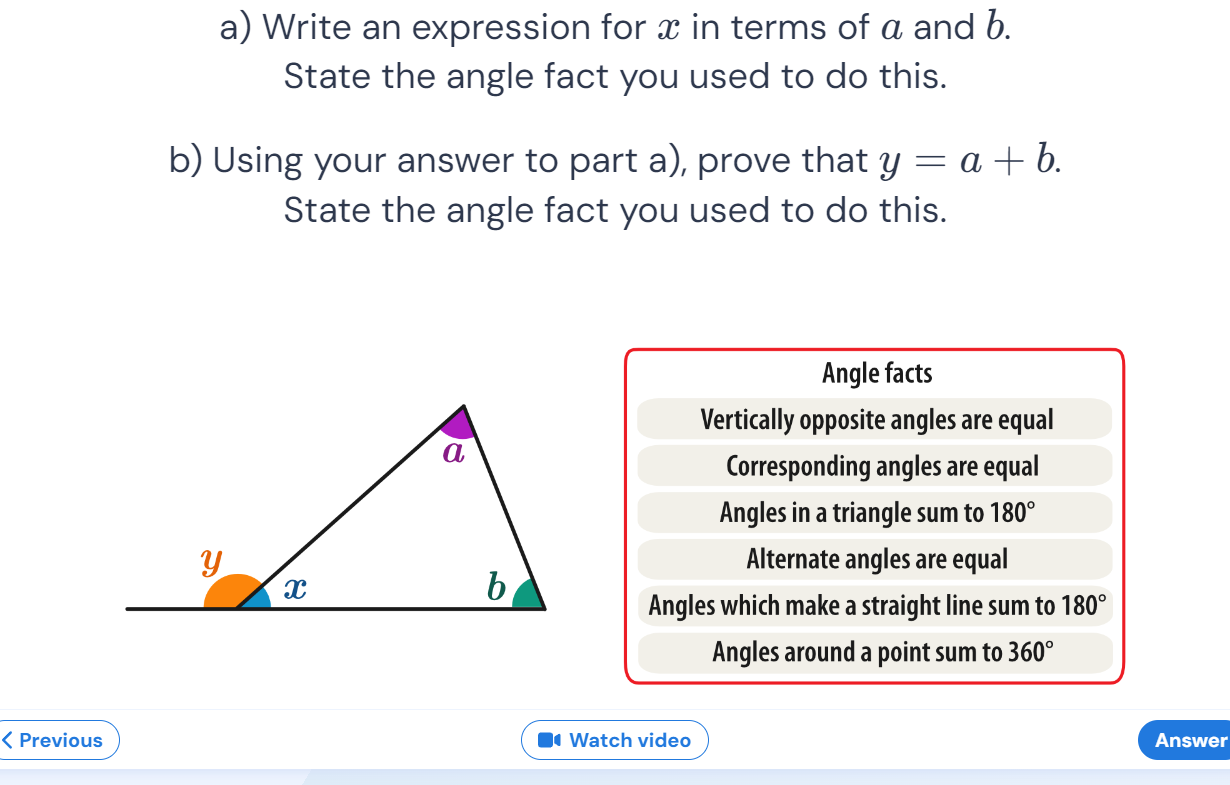 a) Write an expression for x in terms of a and b.
State the angle fact you used to do this.
b) Using your answer to part a), prove that y = a + b.
State the angle fact you used to do this.
Angle facts
Vertically opposite angles are equal
Corresponding angles are equal
Angles in a triangle sum to 180°
Alternate angles are equal
Angles which make a straight line sum to 180°
Angles around a point sum to 360°
a
y
x
b
Previous
Watch video
Answer